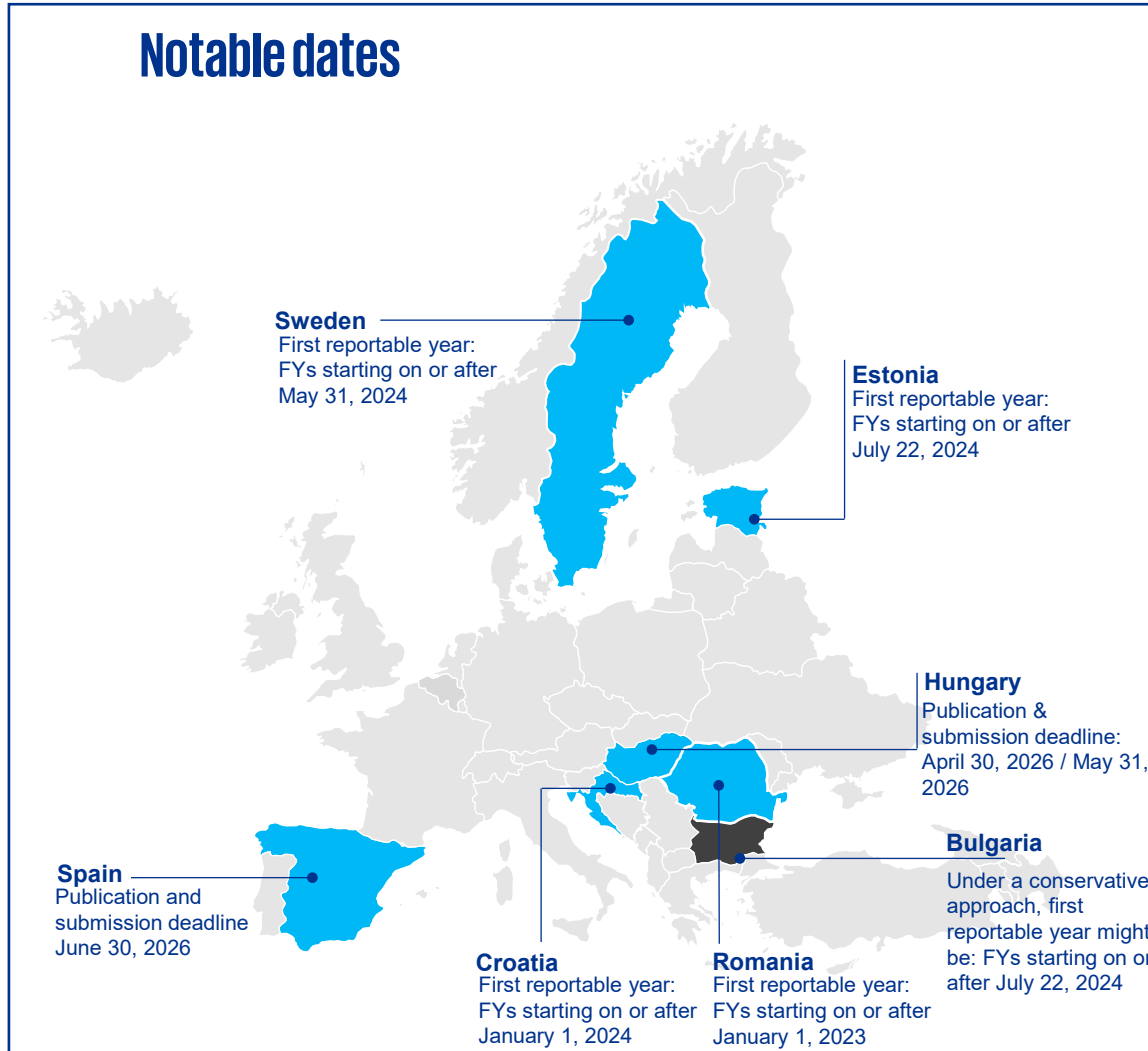 Notable dates
Sweden
First reportable year:
FYs starting on or after
May 31, 2024
Estonia
First reportable year:
FYs starting on or after
July 22, 2024
Hungary
Publication &
submission deadline:
April 30, 2026 / May 31,
2026
Spain
Publication and
submission deadline
June 30, 2026
Croatia
First reportable year:
FYs starting on or after
January 1, 2024
Romania
First reportable year:
FYs starting on or after
January 1, 2023
Bulgaria
Under a conservative
approach, first
reportable year might
be: FYs starting on or
after July 22, 2024